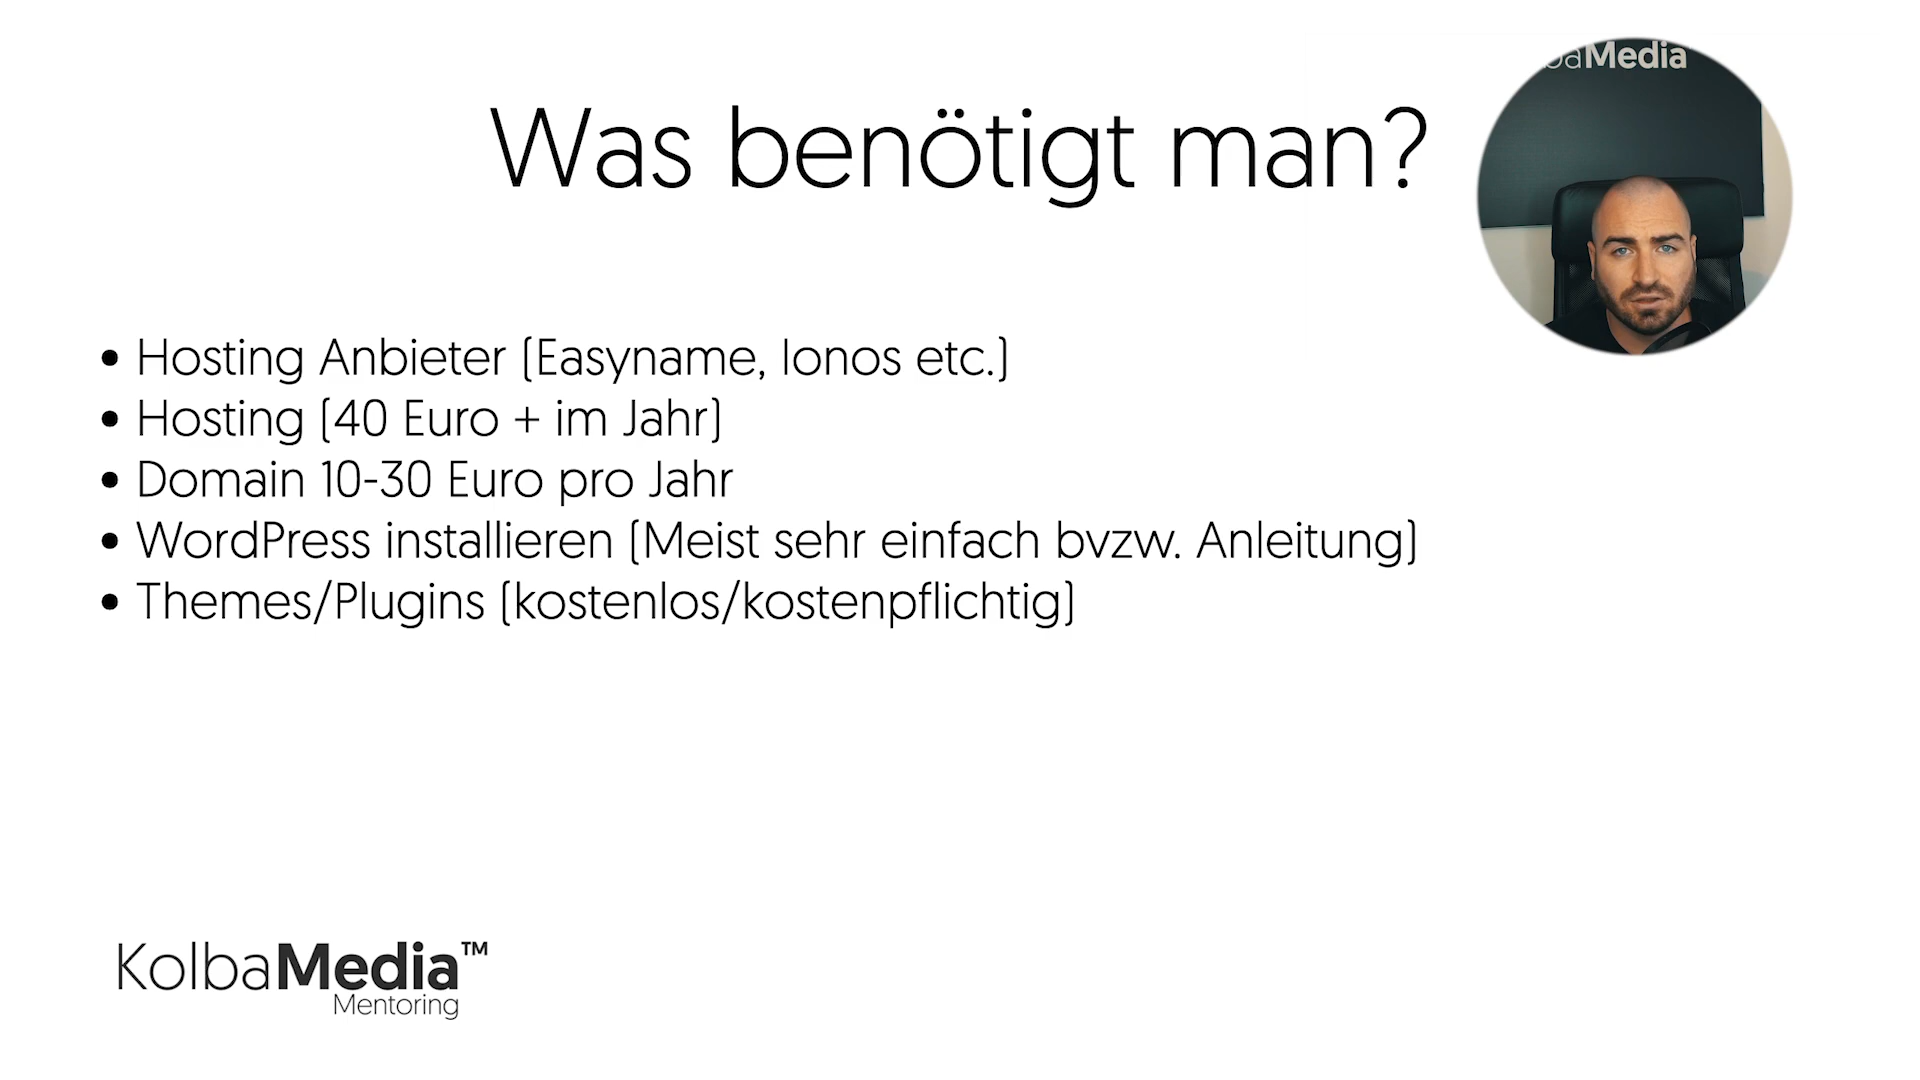 Was benötigt man?
baMedia
• Hosting Anbieter (Easyname, Ionos etc.)
• Hosting (40 Euro + im Jahr)
• Domain 10-30 Euro pro Jahr
• WordPress installieren (Meist sehr einfach bvzw. Anleitung)
• Themes/Plugins (kostenlos/kostenpflichtig)
KolbaMedia™
Mentoring